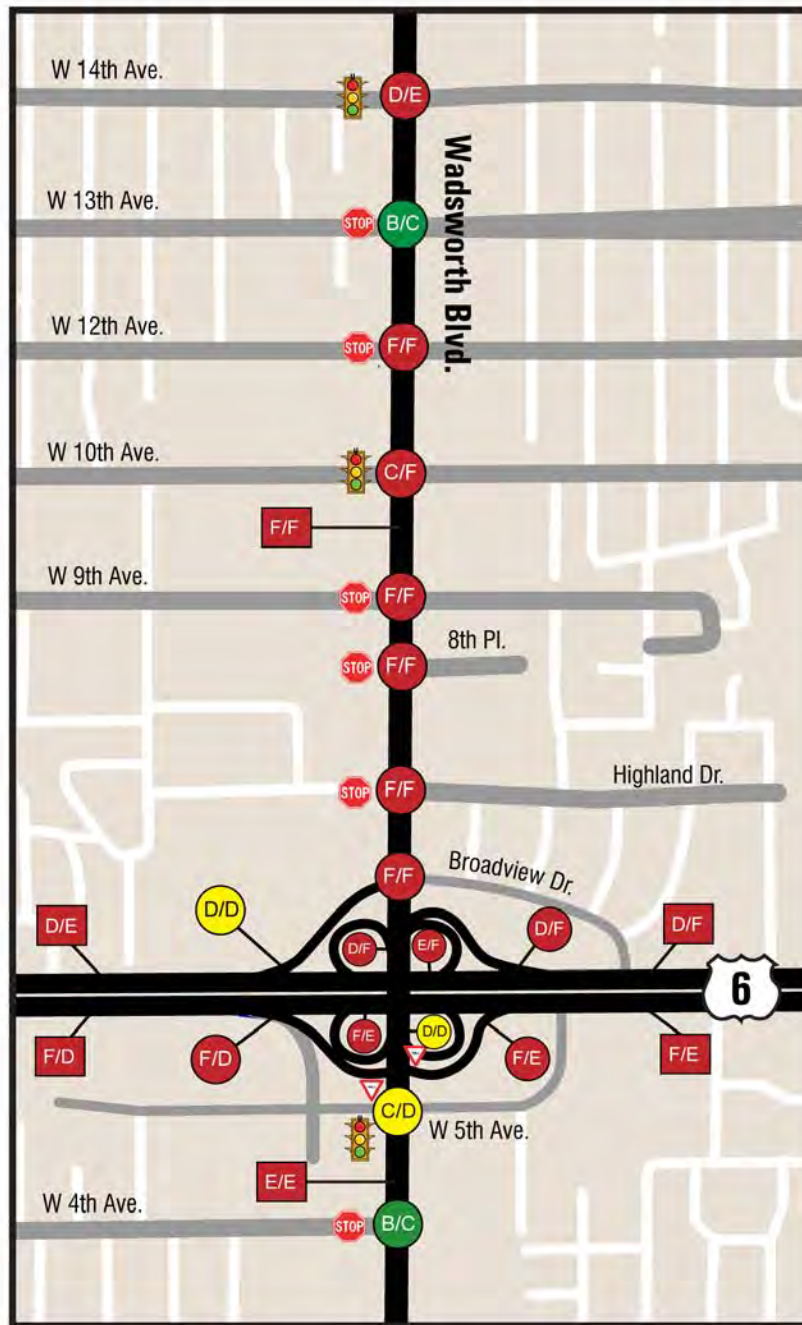 W 14th Ave.
D/E
Wadsworth Blvd.
W 13th Ave.
STOP
B/C
W 12th Ave.
STOP
F/F
W 10th Ave.
C/F
F/F
W 9th Ave.
STOP
F/F
8th Pl.
STOP
F/F
Highland Dr.
STOP
F/F
F/F
Broadview Dr.
D/D
D/E
D/F
E/F
D/F
D/F
6
F/D
F/D
F/E
D/D
F/E
F/E
C/D
W 5th Ave.
E/E
W 4th Ave.
STOP
B/C